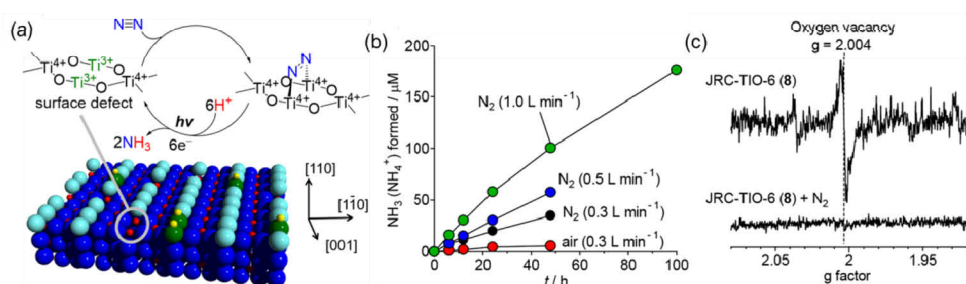 (a)
N≡N
Ti4+ O Ti3+ O
Ti3+ O Ti4+
surface defect
N N
Ti4+ O Ti4+
Ti4+ O Ti4+
6H+
hν
2NH3
6e−
[110]
[11̄0]
[001]
(b)
NH3 (NH4+) formed / μM
200
150
100
50
0
N2 (1.0 L min−1)
N2 (0.5 L min−1)
N2 (0.3 L min−1)
air (0.3 L min−1)
0 20 40 60 80 100
t / h
(c)
Oxygen vacancy
g = 2.004
JRC-TIO-6 (8)
JRC-TIO-6 (8) + N2
2.05 2 1.95
g factor